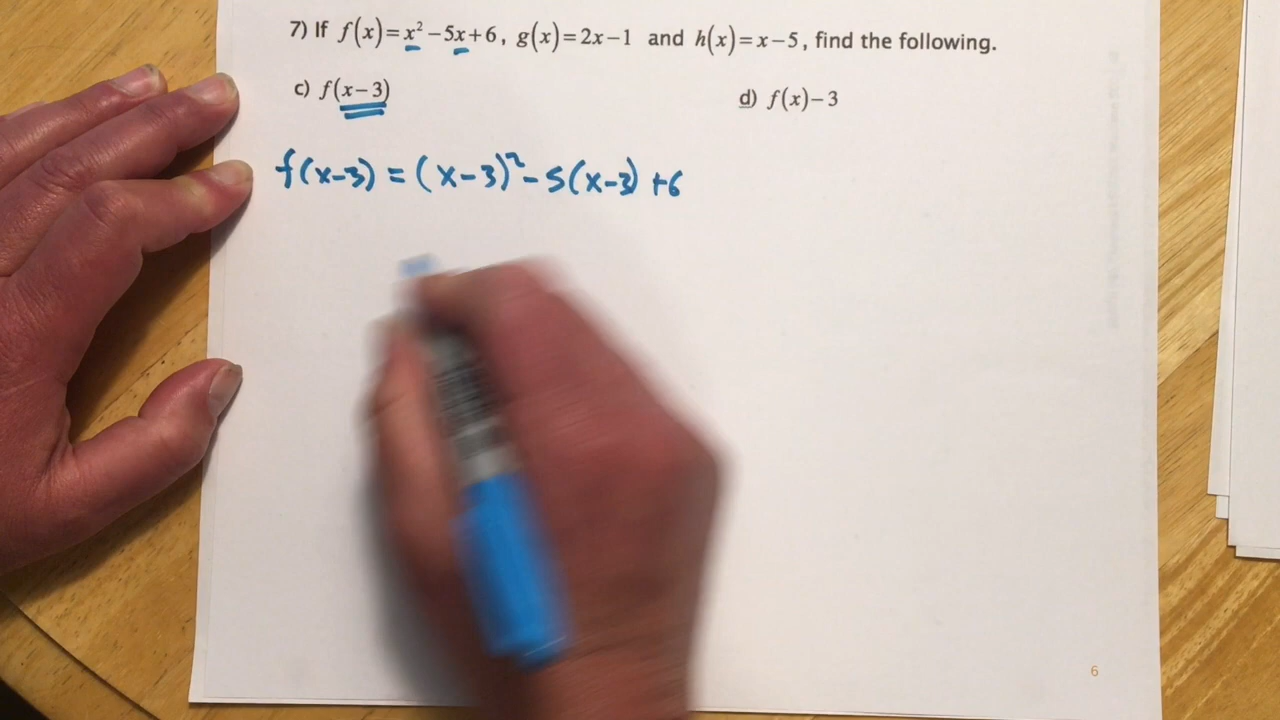 7) If f(x)=x²−5x+6, g(x)=2x−1 and h(x)=x−5, find the following.
c) f(x−3)
d) f(x)−3
f(x-3) = (x-3)² - 5(x-3) +6
6